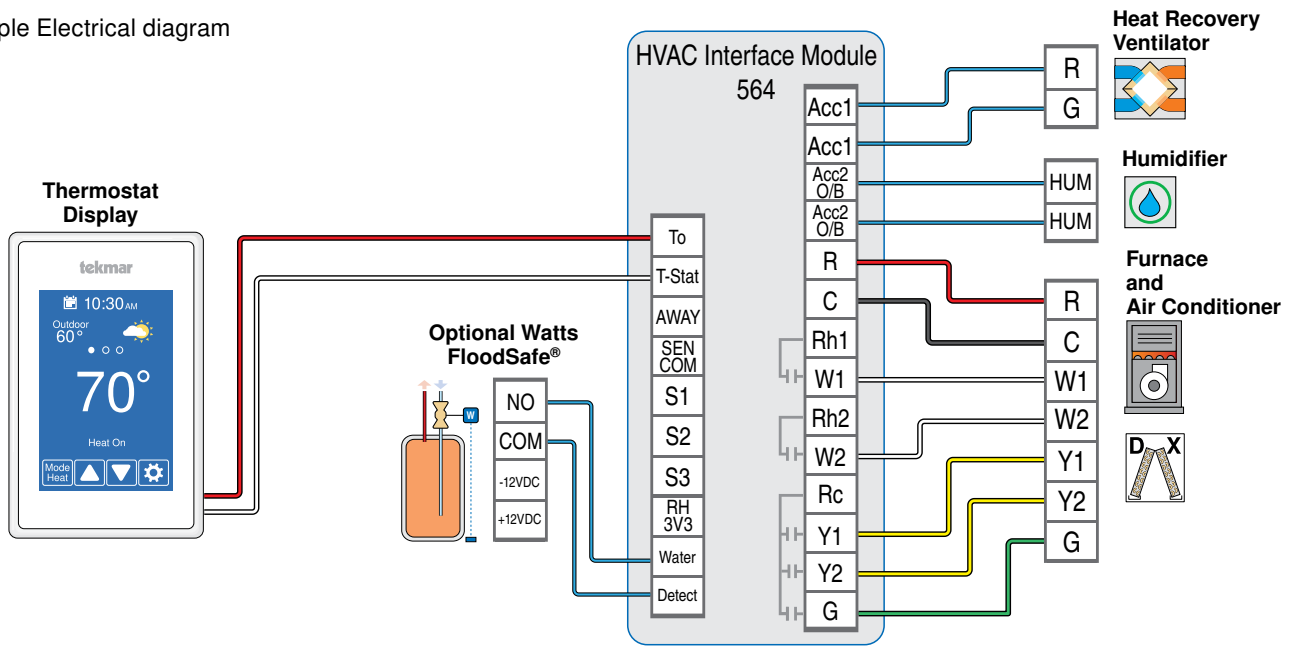 ple Electrical diagram
HVAC Interface Module
564
Heat Recovery
Ventilator
R
G
Humidifier
HUM
HUM
Furnace
and
Air Conditioner
R
C
W1
W2
Y1
Y2
G
D X
Acc1
Acc1
Acc2
O/B
Acc2
O/B
R
C
Rh1
W1
Rh2
W2
Rc
Y1
Y2
G
To
T-Stat
AWAY
SEN
COM
S1
S2
S3
RH
3V3
Water
Detect
Thermostat
Display
tekmar
10:30 AM
Outdoor
60°
70°
Heat On
Mode
Heat
Optional Watts
FloodSafe®
W
NO
COM
-12VDC
+12VDC